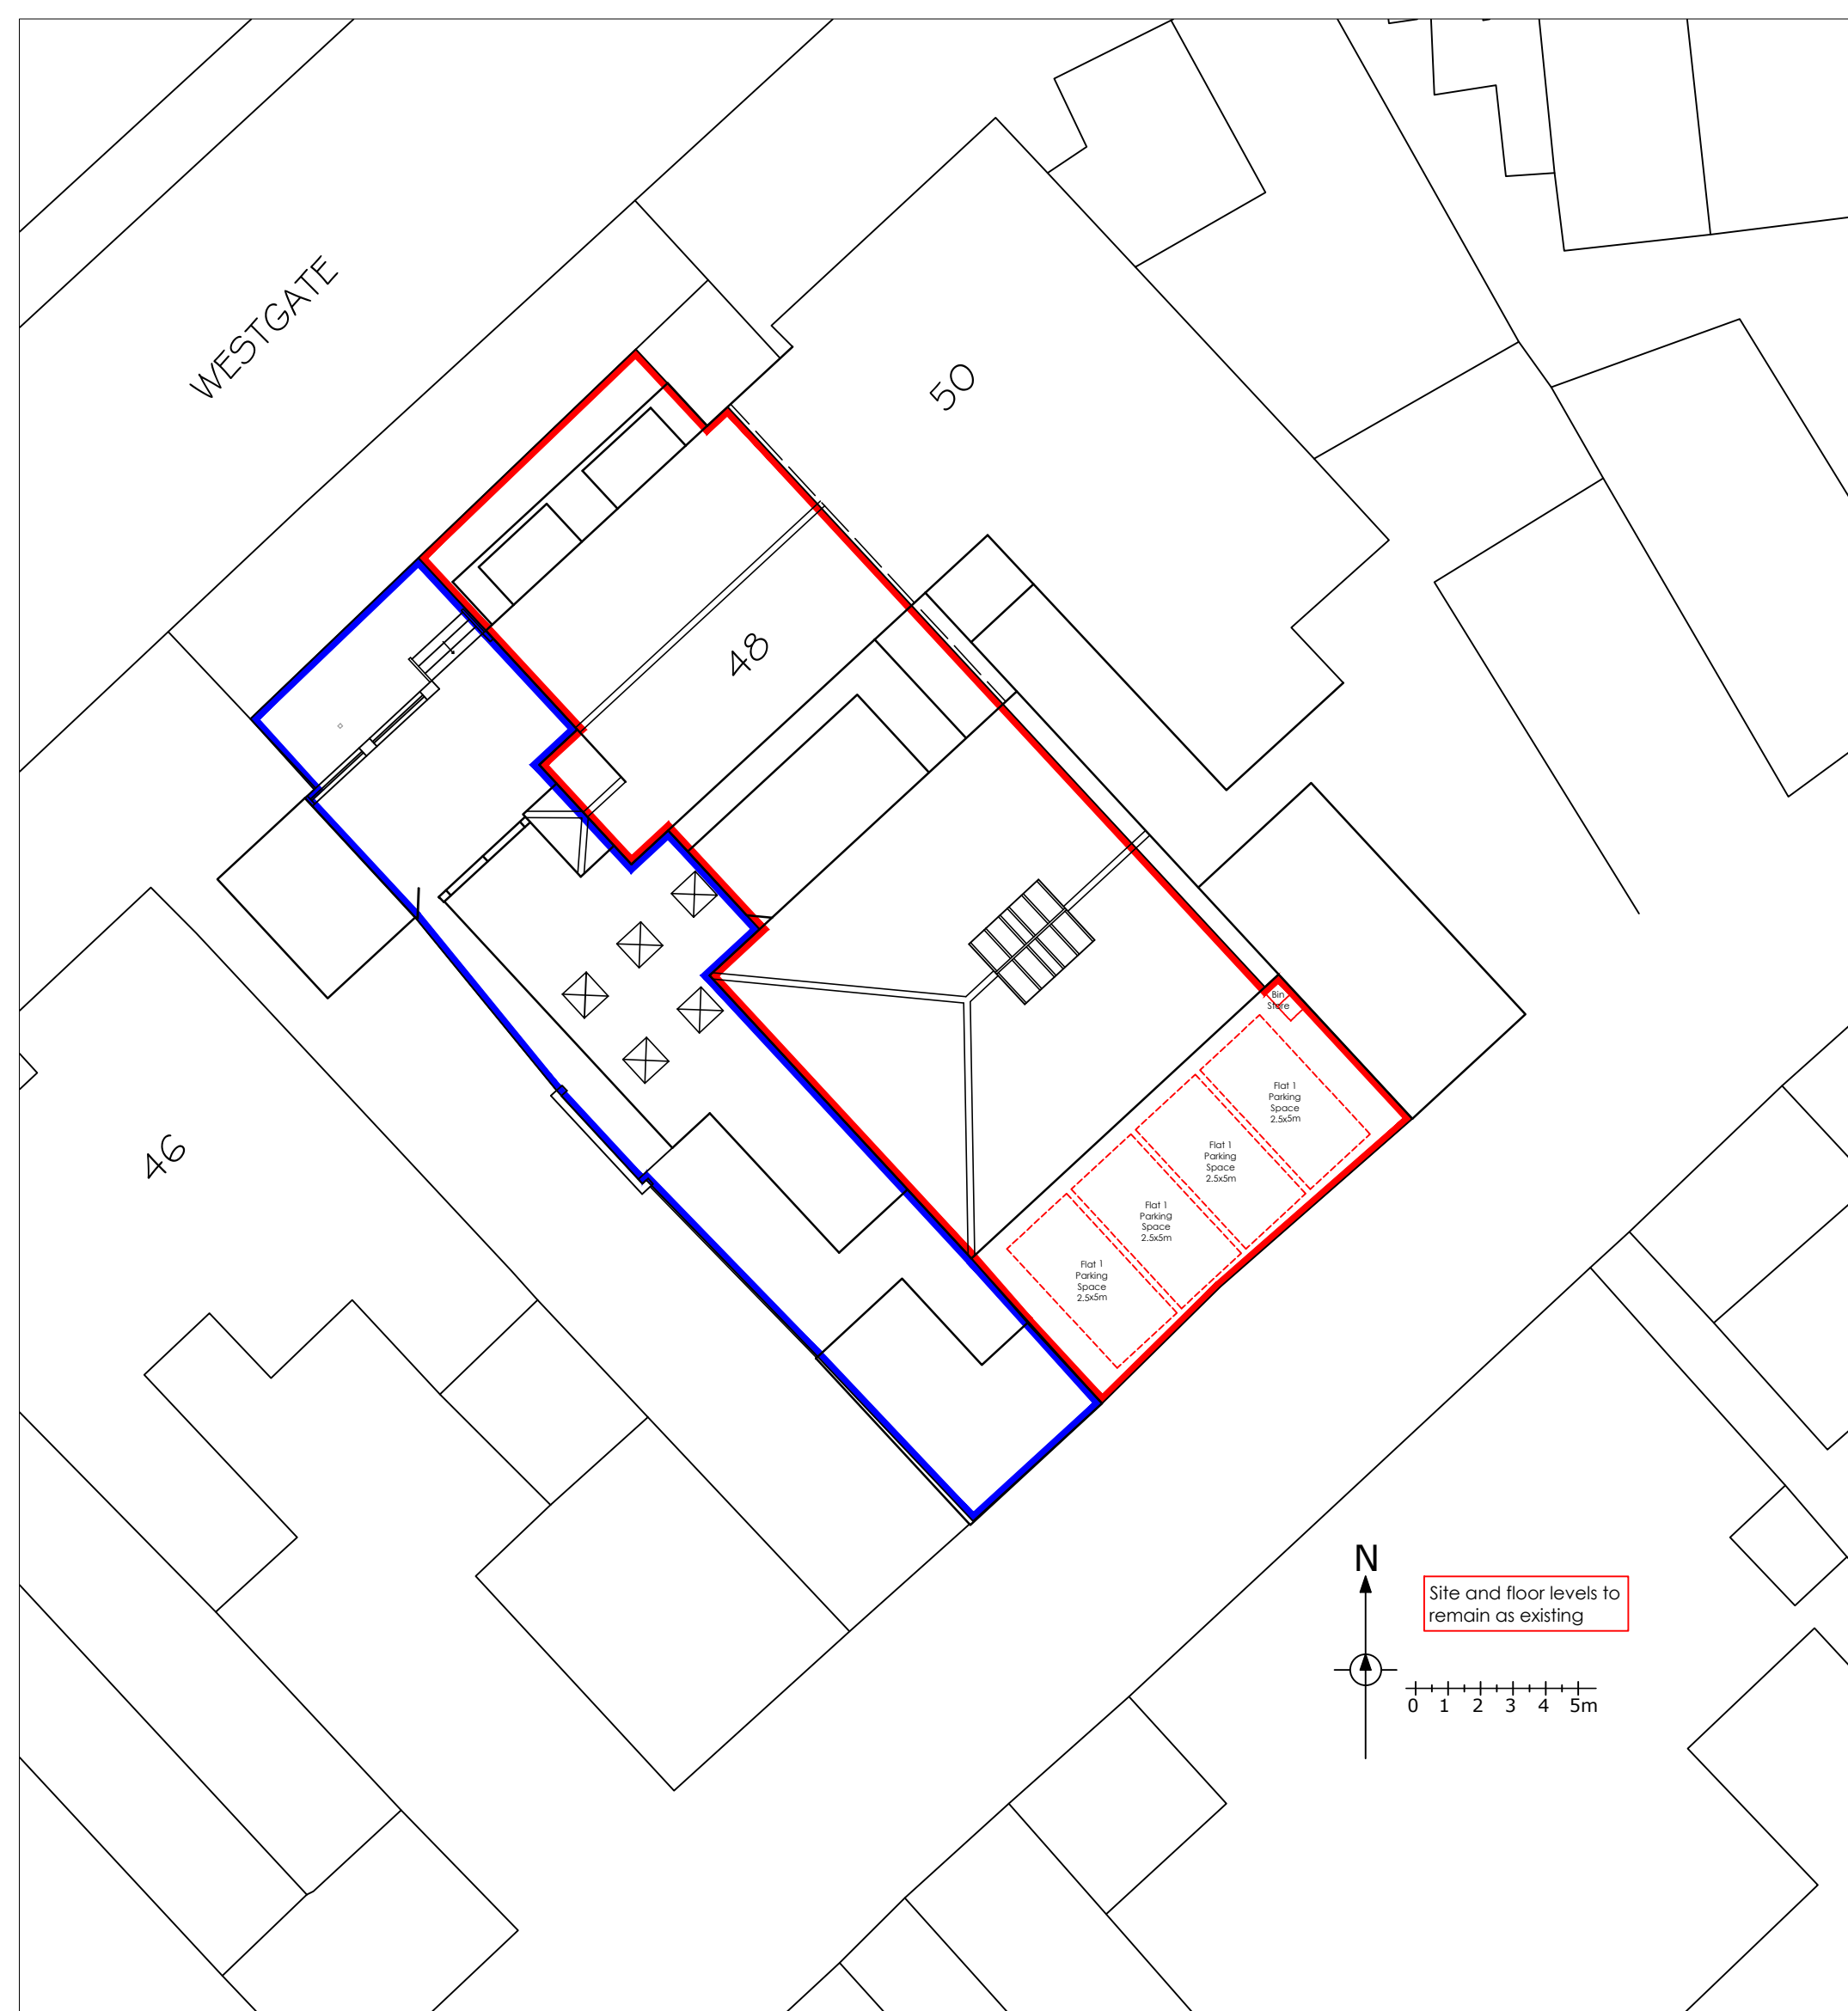 WESTGATE
50
48
46
Bin
Store
Flat 1
Parking
Space
2.5x5m
Flat 1
Parking
Space
2.5x5m
Flat 1
Parking
Space
2.5x5m
Flat 1
Parking
Space
2.5x5m
N
Site and floor levels to
remain as existing
0 1 2 3 4 5m